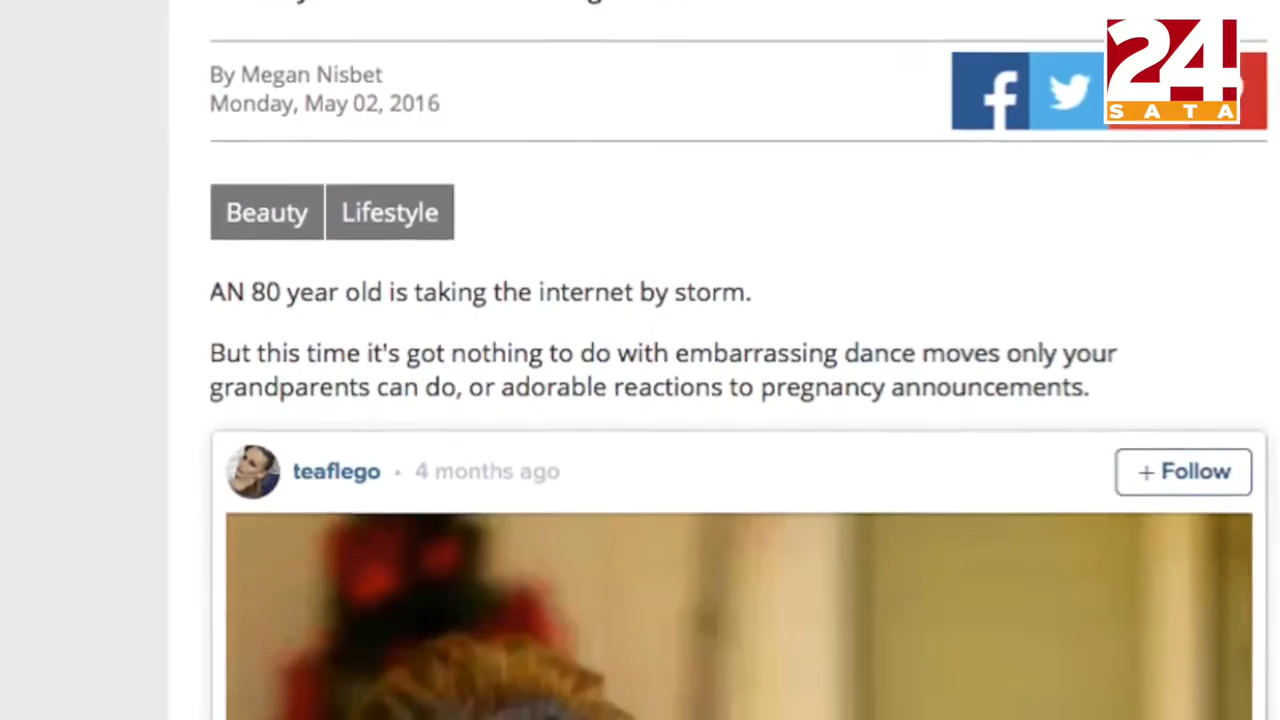 By Megan Nisbet
Monday, May 02, 2016
24
SATA
Beauty Lifestyle
AN 80 year old is taking the internet by storm.
But this time it's got nothing to do with embarrassing dance moves only your
grandparents can do, or adorable reactions to pregnancy announcements.
teaflego · 4 months ago
+ Follow